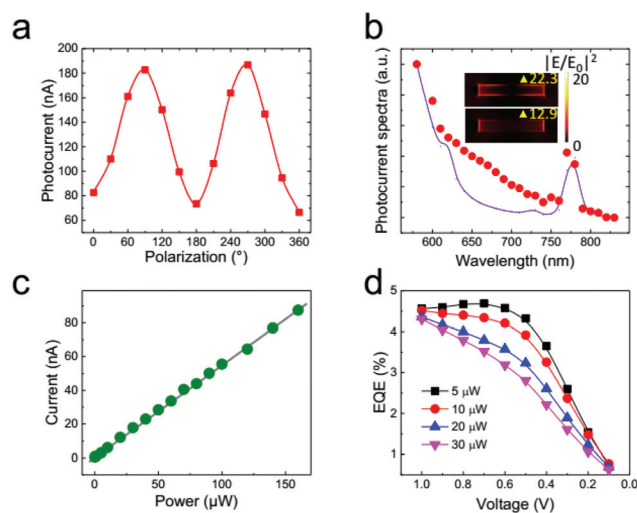 a
Photocurrent (nA)
200
180
160
140
120
100
80
60
0 60 120 180 240 300 360
Polarization (°)
b
Photocurrent spectra (a.u.)
|E/E₀|²
▲22.3
▲12.9
20
0
600 650 700 750 800
Wavelength (nm)
c
Current (nA)
80
60
40
20
0
0 50 100 150
Power (µW)
d
EQE (%)
5
4
3
2
1
0
5 µW
10 µW
20 µW
30 µW
1.0 0.8 0.6 0.4 0.2 0.0
Voltage (V)